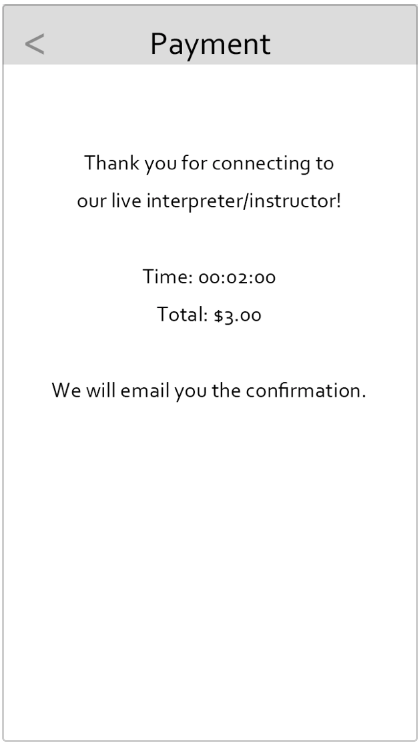 < Payment
Thank you for connecting to
our live interpreter/instructor!
Time: 00:02:00
Total: $3.00
We will email you the confirmation.